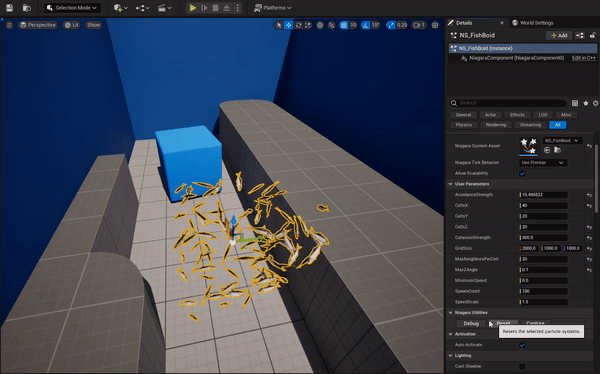 Selection Mode
Platforms
Perspective
Lit
Show
10
10°
0.25
1
Details
World Settings
NS_FishBoid
Add
NS_FishBoid (Instance)
NiagaraComponent (NiagaraComponent0)
Edit in C++
Search
General
Actor
Effects
LOD
Misc
Physics
Rendering
Streaming
All
Niagara System Asset
NS_FishBoid
Niagara Tick Behavior
Use Prereqs
Allow Scalability
User Parameters
AvoidanceStrength
10.495522
CellsX
40
CellsY
20
CellsZ
20
CohesionStrength
300.0
GridSize
2000.0
1000.0
1000.0
MaxNeighborsPerCell
20
MaxZAngle
0.1
MinimumSpeed
0.0
SpawnCount
100
SpeedScale
1.5
Niagara Utilities
Debug
Reset
Capture
Resets the selected particle systems.
Activation
Auto Activate
Lighting
Cast Shadow